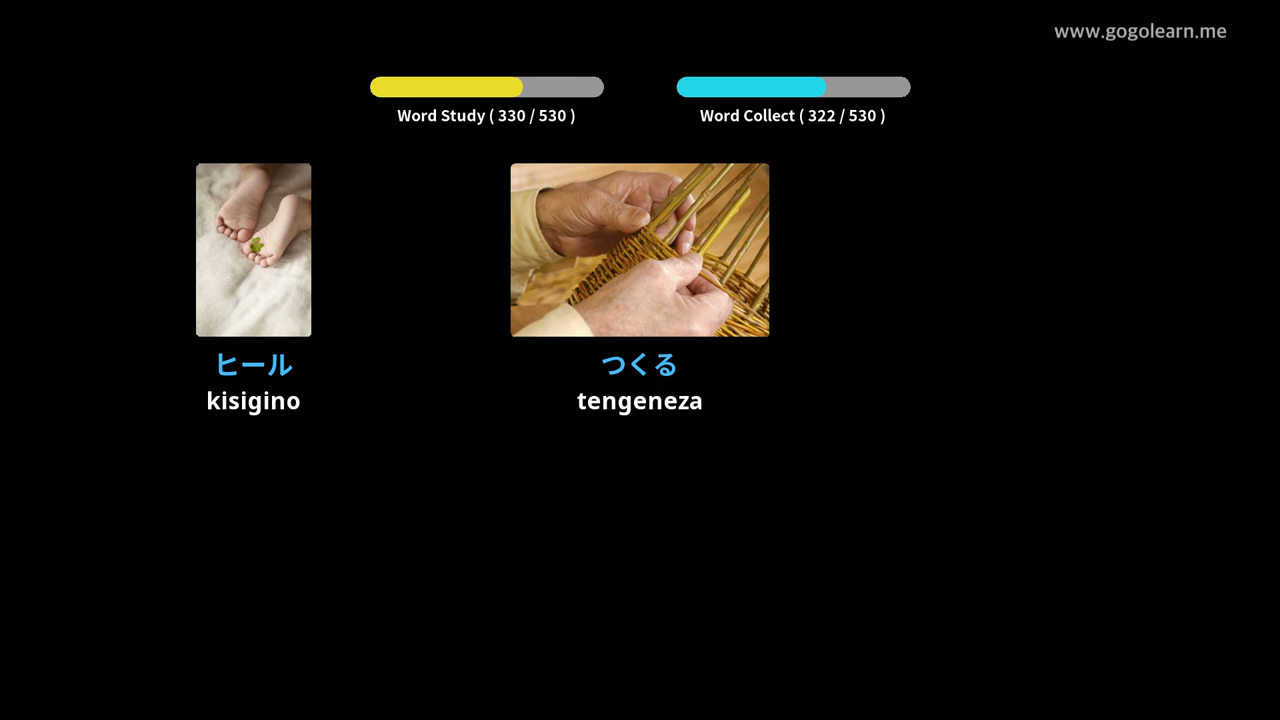 www.gogolearn.me
Word Study ( 330 / 530 )
Word Collect ( 322 / 530 )
ヒール
kisigino
つくる
tengeneza